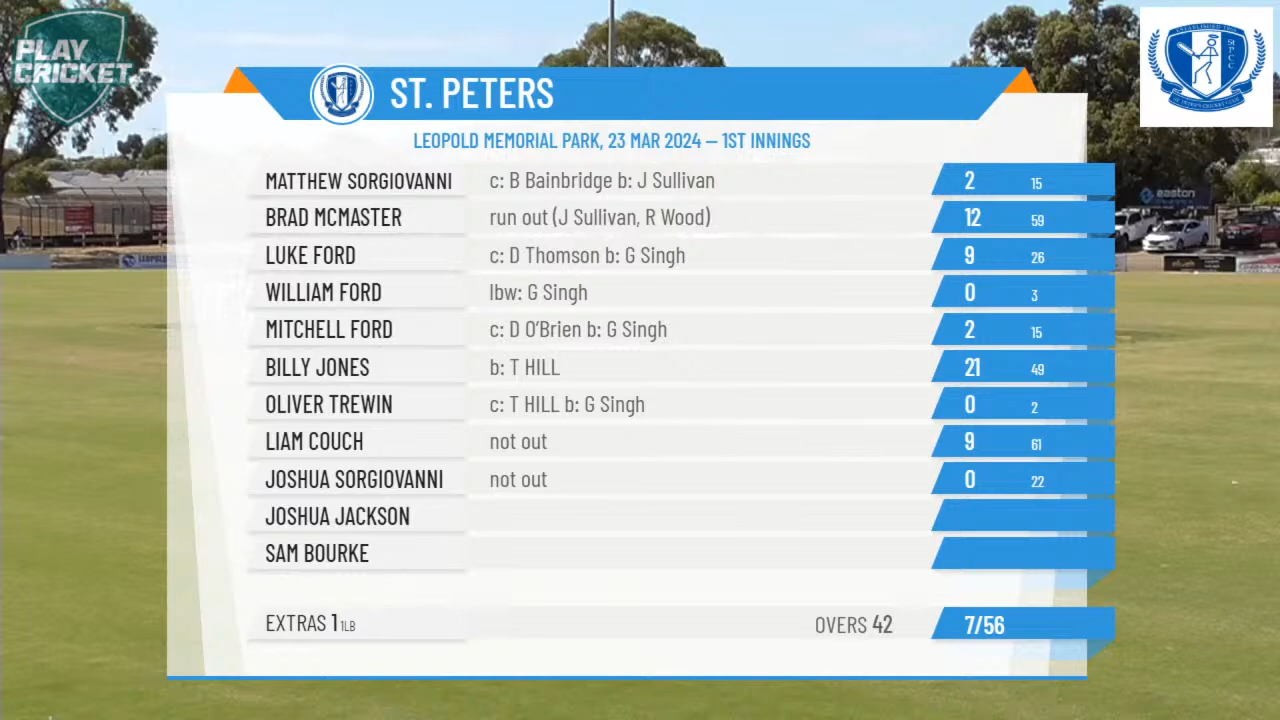 PLAY
CRICKET
ST. PETERS
LEOPOLD MEMORIAL PARK, 23 MAR 2024 – 1ST INNINGS
MATTHEW SORGIOVANNI c: B Bainbridge b: J Sullivan 2 15
BRAD MCMASTER run out (J Sullivan, R Wood) 12 59
LUKE FORD c: D Thomson b: G Singh 9 26
WILLIAM FORD lbw: G Singh 0 3
MITCHELL FORD c: D O'Brien b: G Singh 2 15
BILLY JONES b: T HILL 21 49
OLIVER TREWIN c: T HILL b: G Singh 0 2
LIAM COUCH not out 9 61
JOSHUA SORGIOVANNI not out 0 22
JOSHUA JACKSON
SAM BOURKE
EXTRAS 1 1LB OVERS 42 7/56
easton
LEOPOLD